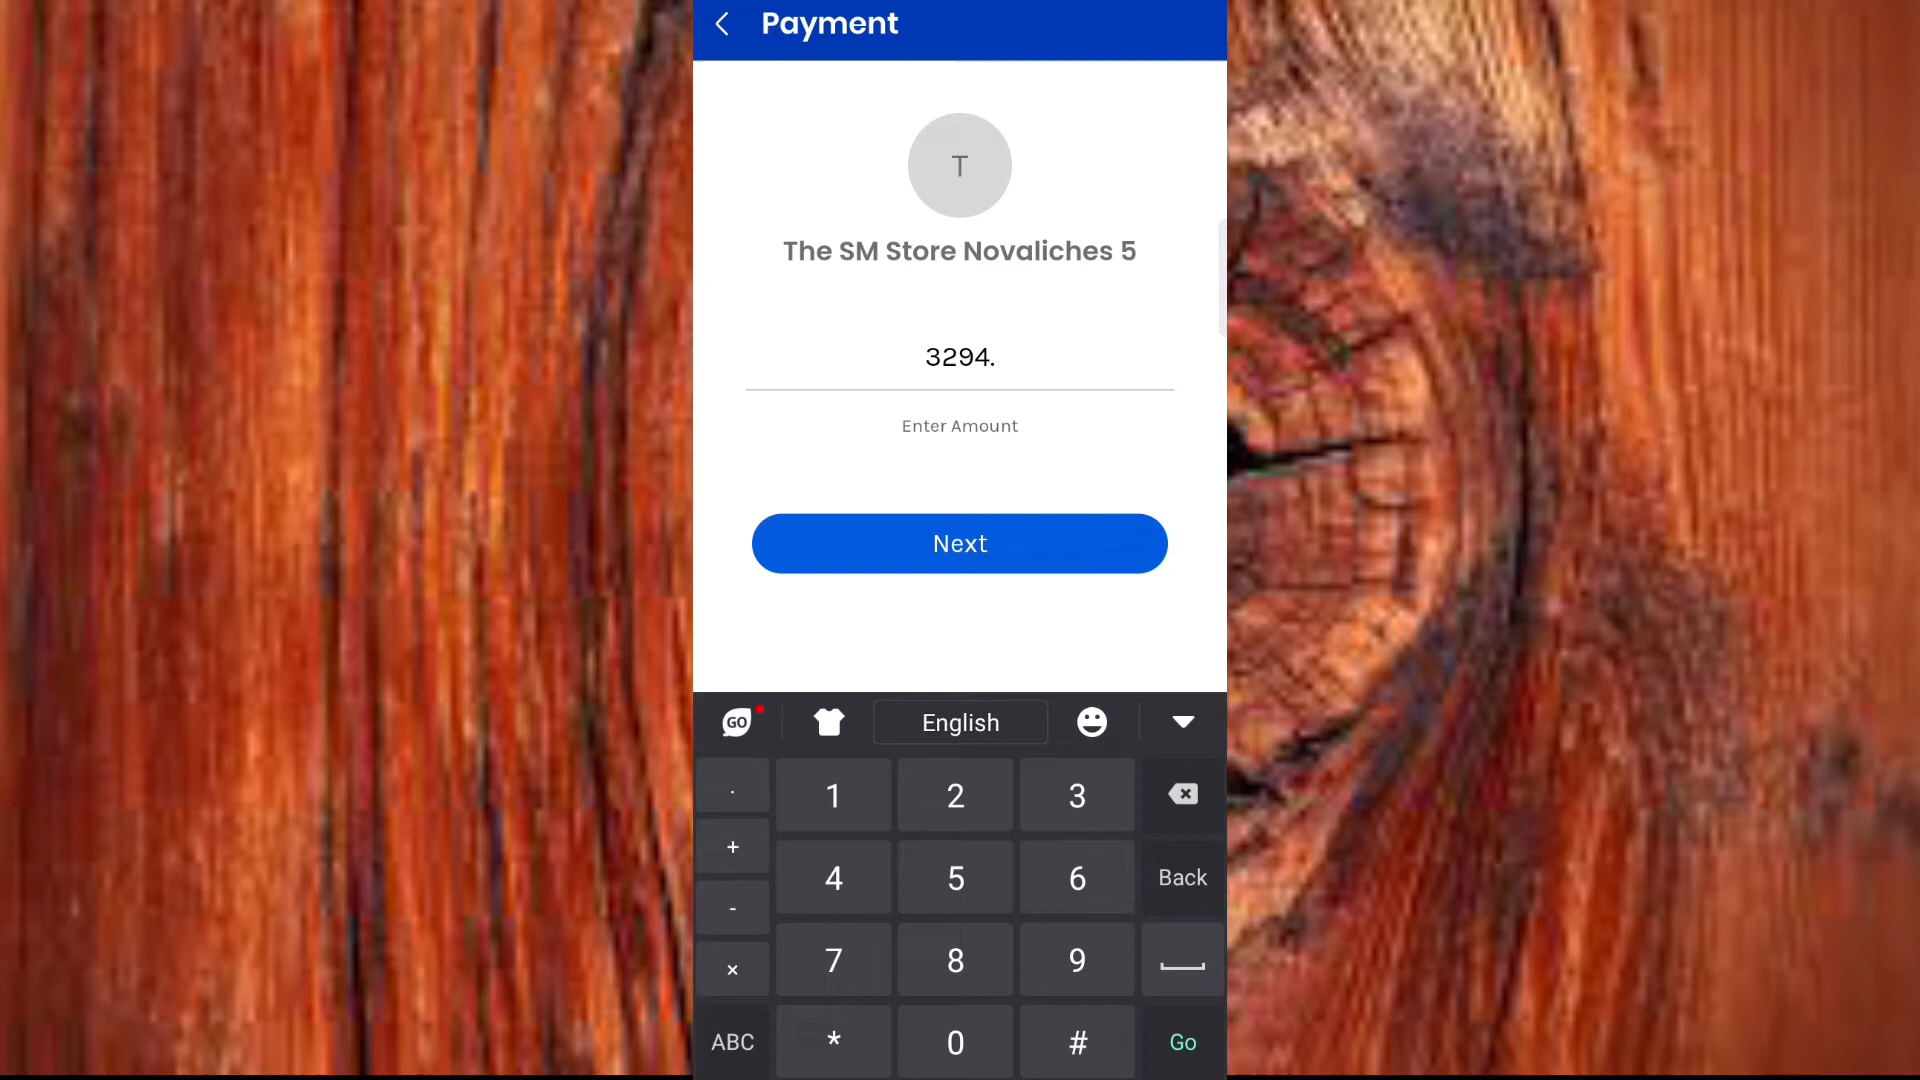 Payment
T
The SM Store Novaliches 5
3294.
Enter Amount
Next
GO
English
. 1 2 3
+
4 5 6 Back
-
7 8 9
×
ABC * 0 # Go